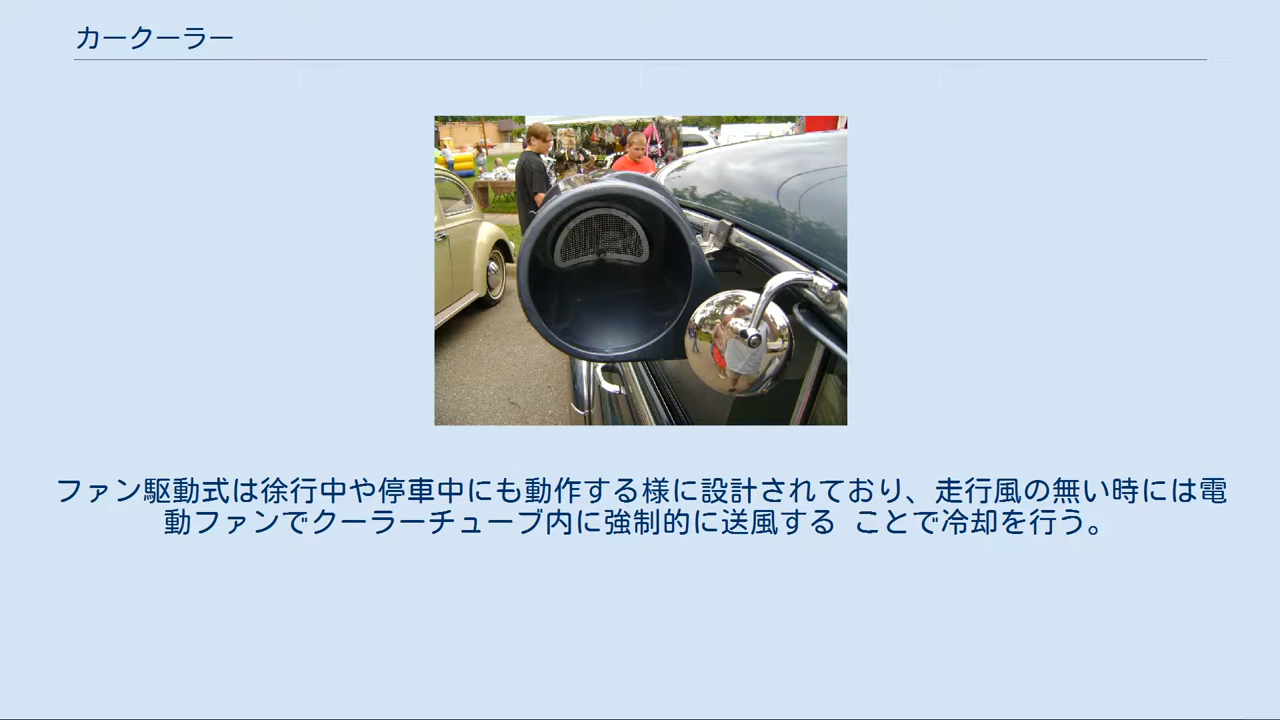 カークーラー
ファン駆動式は徐行中や停車中にも動作する様に設計されており、走行風の無い時には電
動ファンでクーラーチューブ内に強制的に送風する ことで冷却を行う。